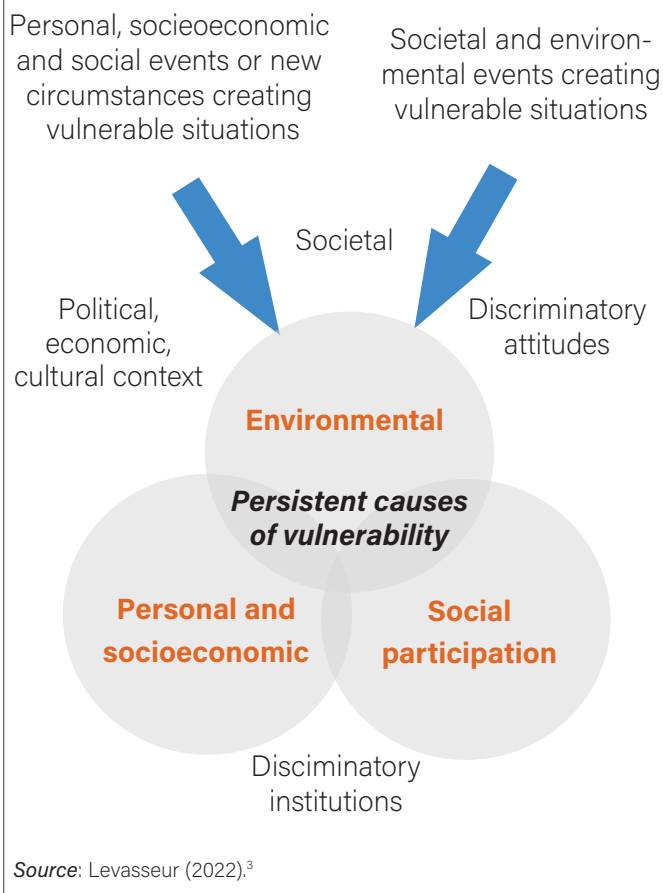 Personal, socieoeconomic
and social events or new
circumstances creating
vulnerable situations
Societal and environ-
mental events creating
vulnerable situations
Societal
Political,
economic,
cultural context
Discriminatory
attitudes
Environmental
Persistent causes
of vulnerability
Personal and
socioeconomic
Social
participation
Disciminatory
institutions
Source: Levasseur (2022).³